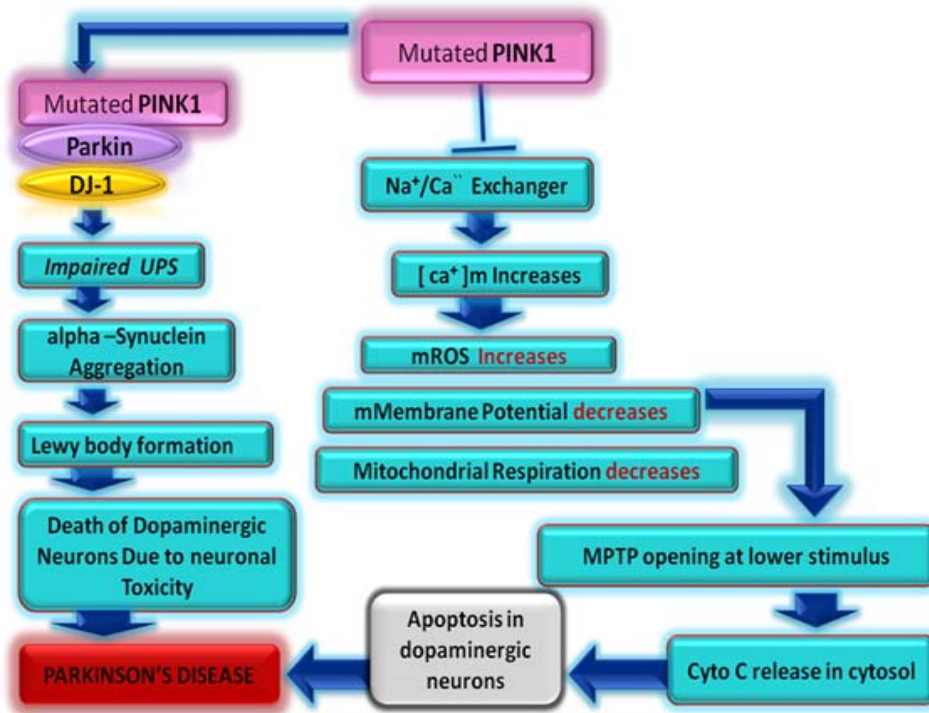 Mutated PINK1
Mutated PINK1
Parkin
DJ-1
Impaired UPS
alpha –Synuclein
Aggregation
Lewy body formation
Death of Dopaminergic
Neurons Due to neuronal
Toxicity
PARKINSON'S DISEASE
Na⁺/Ca¨ Exchanger
[ ca⁺ ]m Increases
mROS Increases
mMembrane Potential decreases
Mitochondrial Respiration decreases
MPTP opening at lower stimulus
Cyto C release in cytosol
Apoptosis in
dopaminergic
neurons